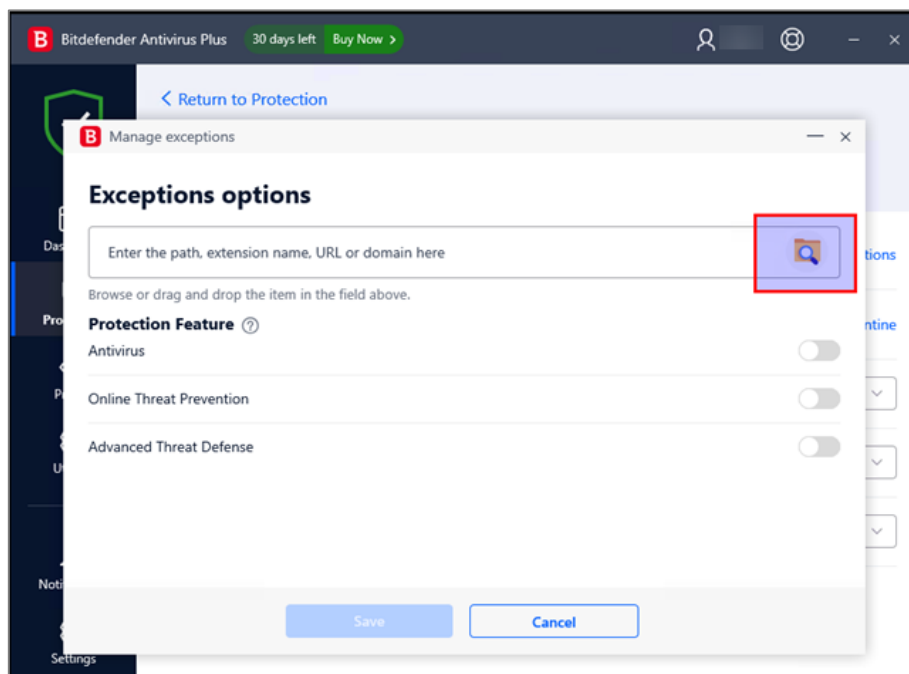 B Bitdefender Antivirus Plus 30 days left Buy Now >
< Return to Protection
B Manage exceptions
Exceptions options
Enter the path, extension name, URL or domain here
Browse or drag and drop the item in the field above.
Protection Feature ?
Antivirus
Online Threat Prevention
Advanced Threat Defense
Save Cancel
Settings